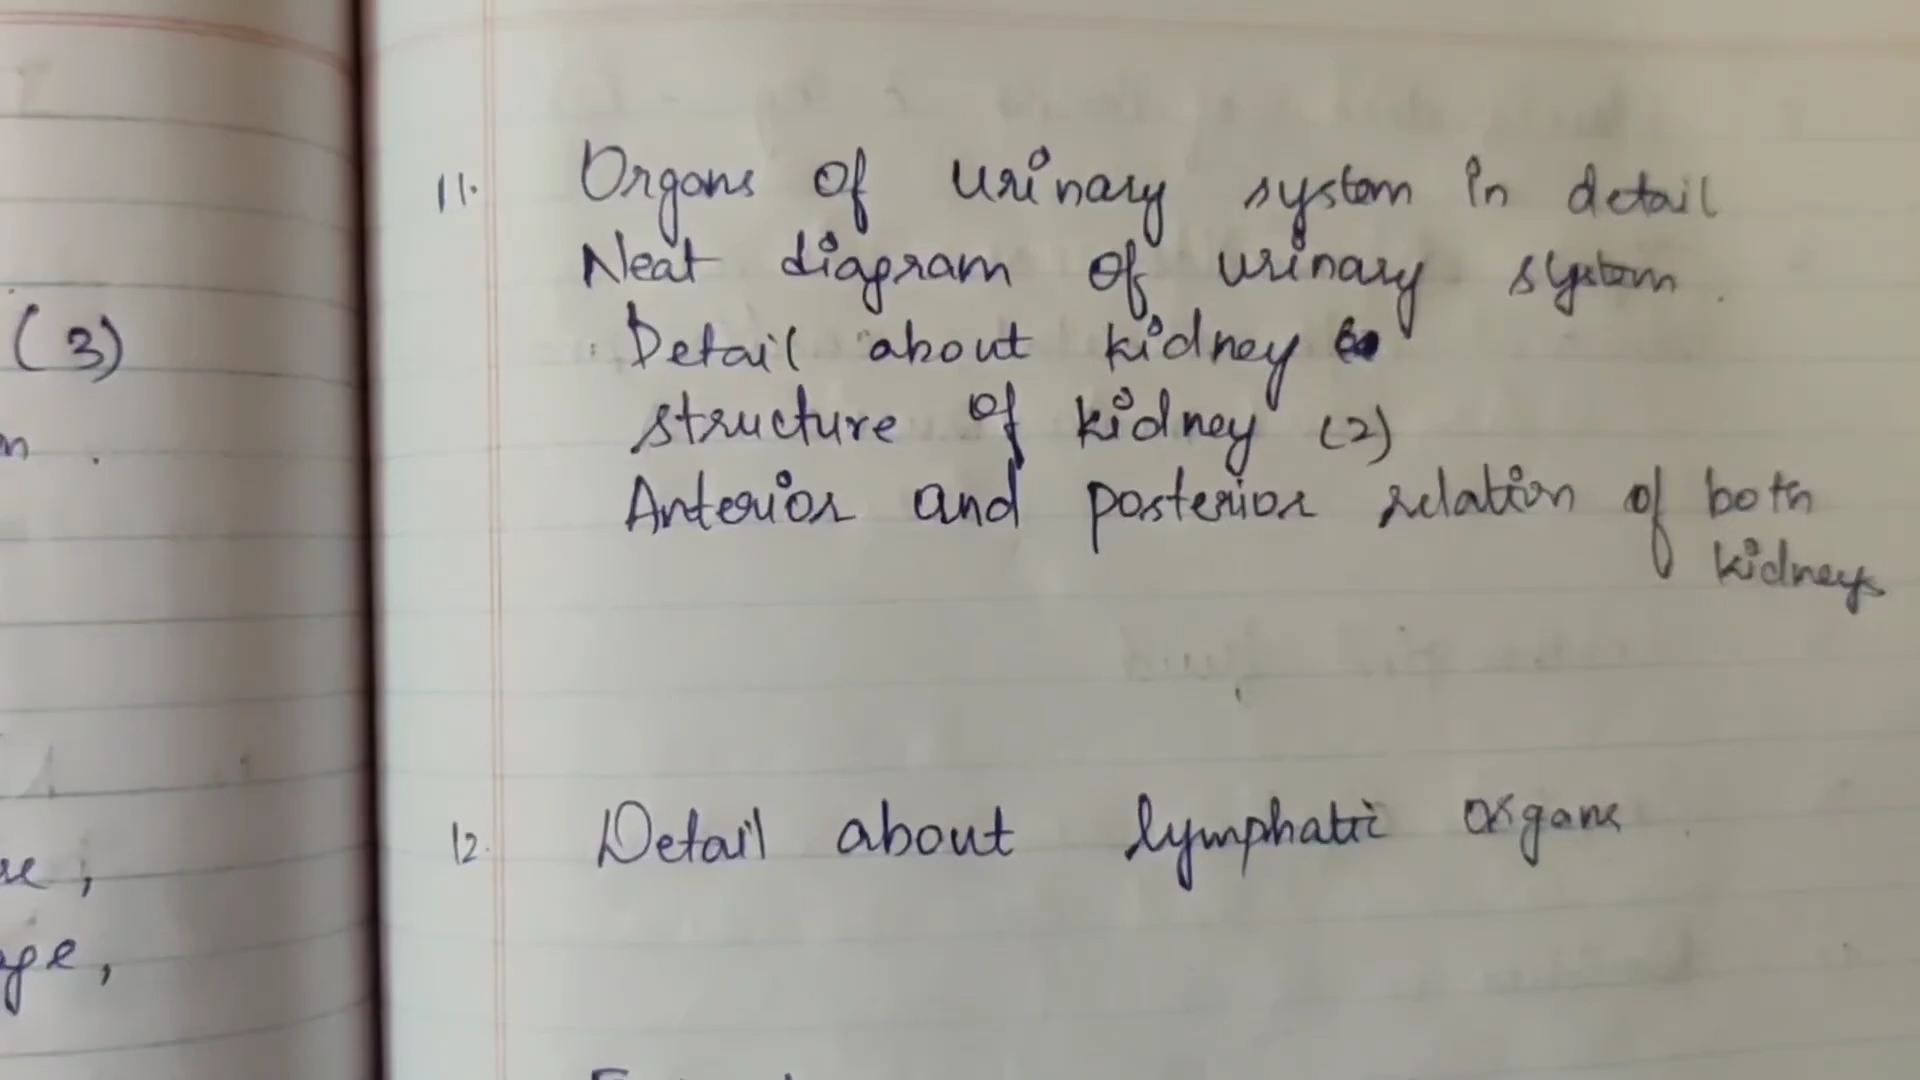 (3)
11. Organs of urinary system in detail
Neat diagram of urinary system.
Detail about kidney
structure of kidney (2)
Anterior and posterior relation of both
kidneys
12. Detail about lymphatic organs